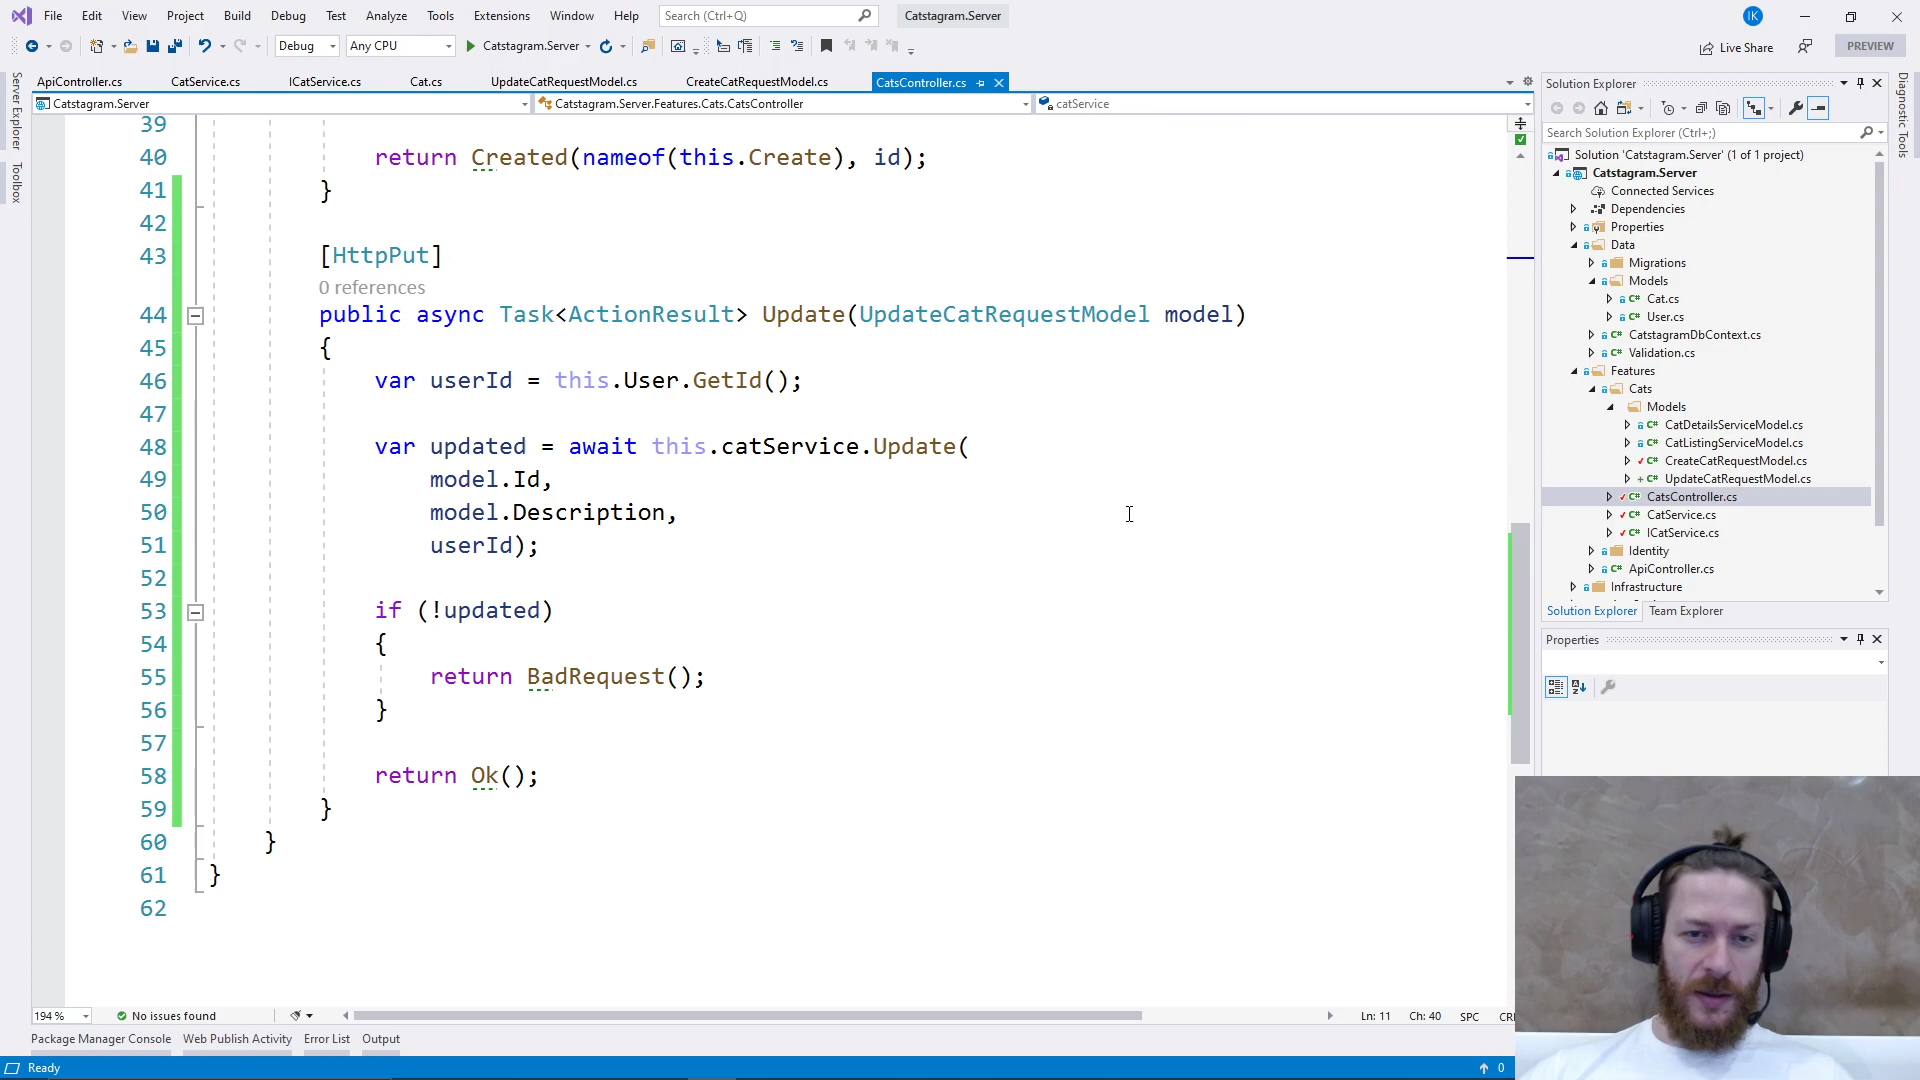 File Edit View Project Build Debug Test Analyze Tools Extensions Window Help Search (Ctrl+Q) Catstagram.Server IK
Debug Any CPU Catstagram.Server Live Share PREVIEW
ApiController.cs CatService.cs ICatService.cs Cat.cs UpdateCatRequestModel.cs CreateCatRequestModel.cs CatsController.cs
Catstagram.Server Catstagram.Server.Features.Cats.CatsController catService
Server Explorer
Toolbox
39
40 return Created(nameof(this.Create), id);
41 }
42
43 [HttpPut]
0 references
44 public async Task<ActionResult> Update(UpdateCatRequestModel model)
45 {
46 var userId = this.User.GetId();
47
48 var updated = await this.catService.Update(
49 model.Id,
50 model.Description,
51 userId);
52
53 if (!updated)
54 {
55 return BadRequest();
56 }
57
58 return Ok();
59 }
60 }
61 }
62
194 % No issues found Ln: 11 Ch: 40 SPC CR
Package Manager Console Web Publish Activity Error List Output
Ready 0
Solution Explorer
Search Solution Explorer (Ctrl+;)
Solution 'Catstagram.Server' (1 of 1 project)
Catstagram.Server
Connected Services
Dependencies
Properties
Data
Migrations
Models
Cat.cs
User.cs
CatstagramDbContext.cs
Validation.cs
Features
Cats
Models
CatDetailsServiceModel.cs
CatListingServiceModel.cs
CreateCatRequestModel.cs
UpdateCatRequestModel.cs
CatsController.cs
CatService.cs
ICatService.cs
Identity
ApiController.cs
Infrastructure
Solution Explorer Team Explorer
Properties
Diagnostic Tools